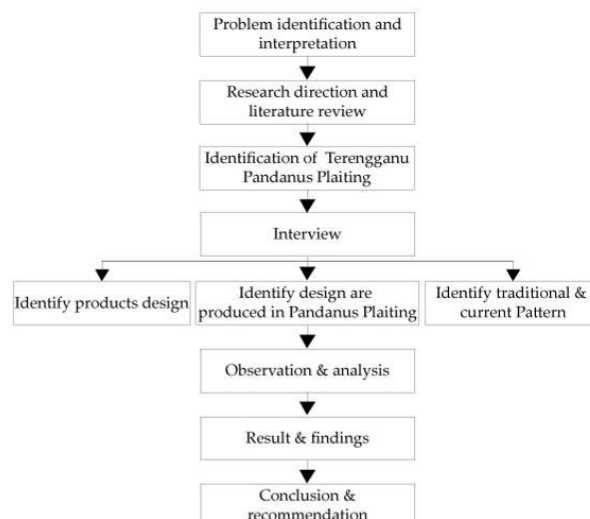 Problem identification and
interpretation
Research direction and
literature review
Identification of Terengganu
Pandanus Plaiting
Interview
Identify products design
Identify design are
produced in Pandanus Plaiting
Identify traditional &
current Pattern
Observation & analysis
Result & findings
Conclusion &
recommendation